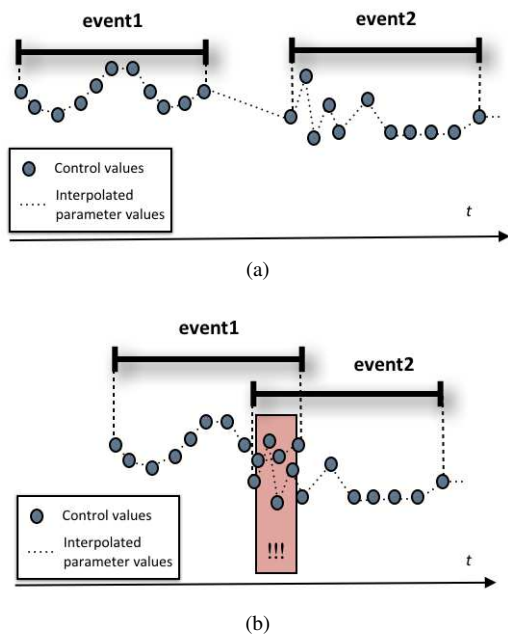 event1
event2
Control values
Interpolated
parameter values
t
(a)
event1
event2
Control values
Interpolated
parameter values
!!!
t
(b)